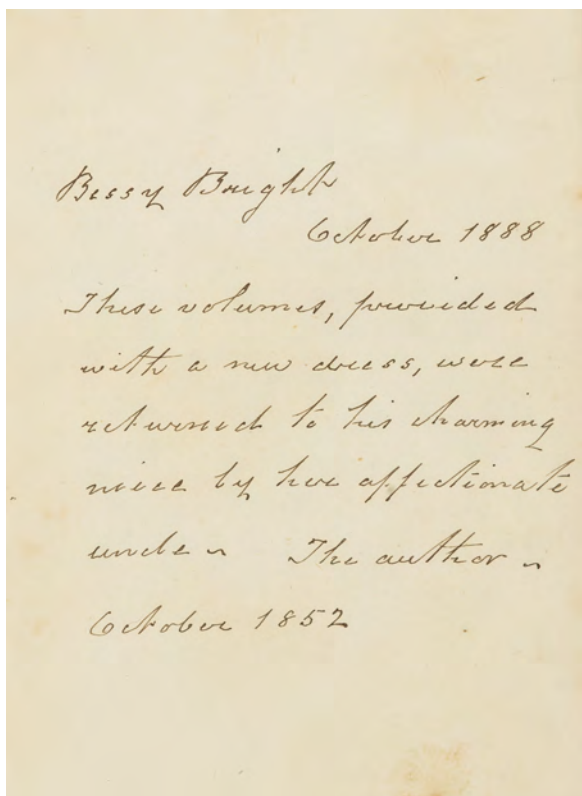 Bessy Bright
October 1888
These volumes, provided
with a new dress, were
returned to his charming
niece by her affectionate
uncle ~ The author ~
October 1852